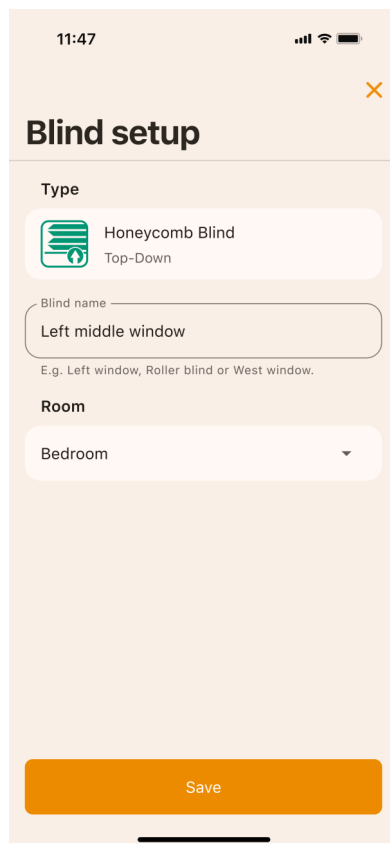 11:47
Blind setup
Type
Honeycomb Blind
Top-Down
Blind name
Left middle window
E.g. Left window, Roller blind or West window.
Room
Bedroom
Save